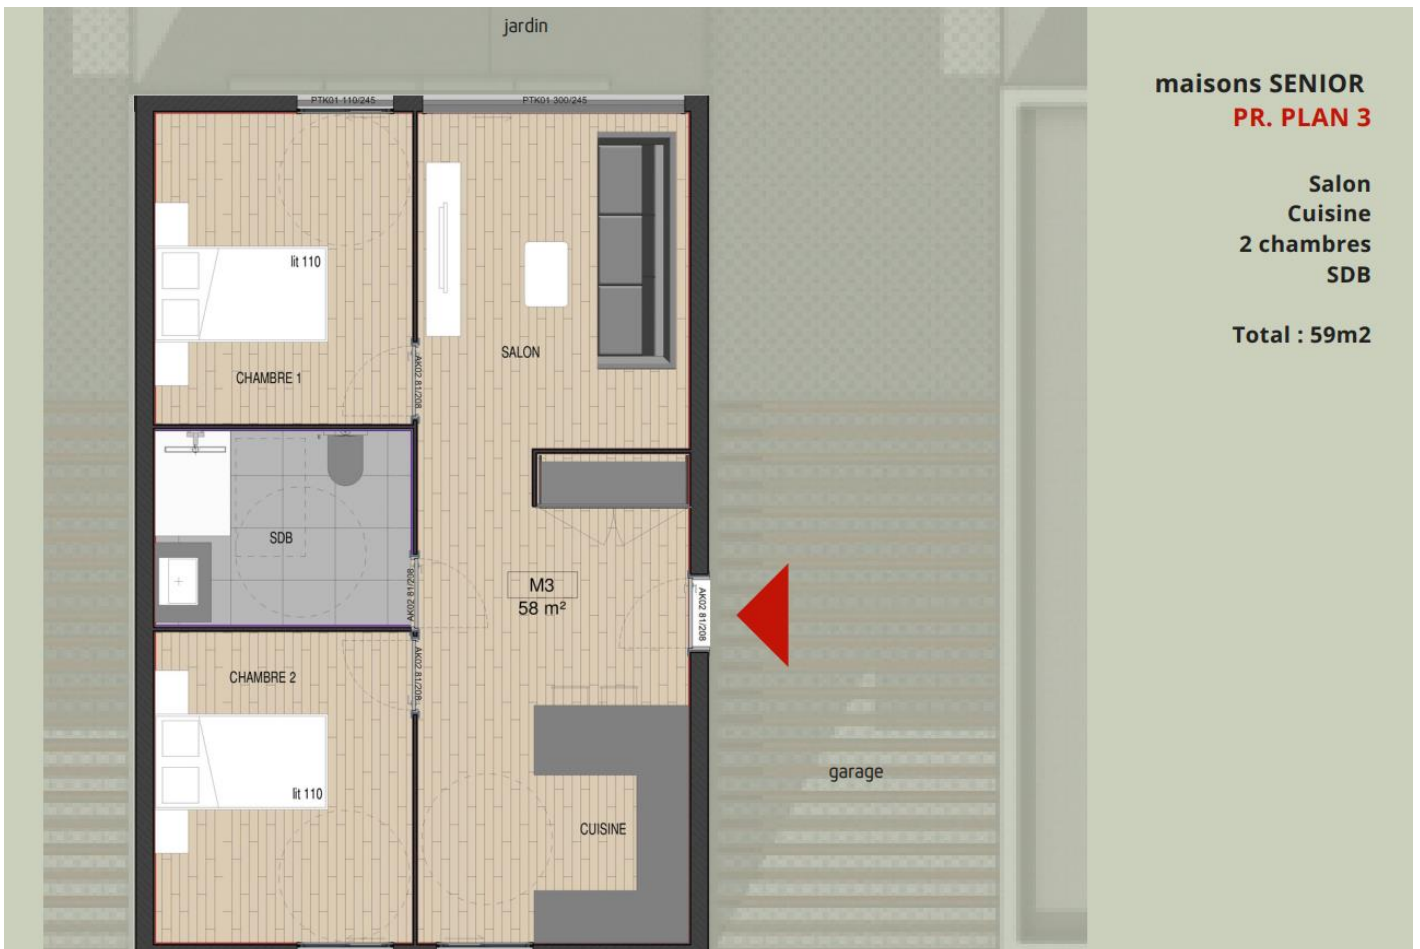 jardin
maisons SENIOR
PR. PLAN 3
Salon
Cuisine
2 chambres
SDB
Total : 59m2
PTK01 110/245
PTK01 300/245
lit 110
SALON
CHAMBRE 1
AK02 81/208
SDB
AK02 81/208
M3
58 m²
AK02 81/208
CHAMBRE 2
AK02 81/208
lit 110
garage
CUISINE